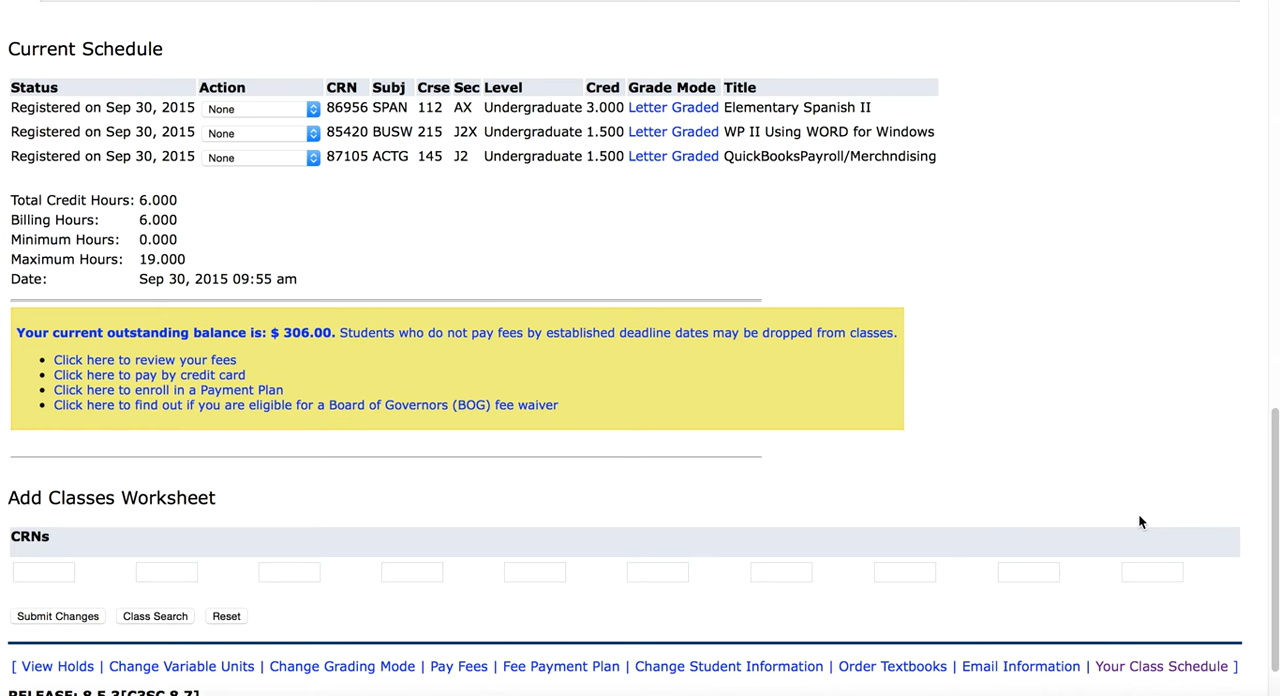 Current Schedule
Status Action CRN Subj Crse Sec Level Cred Grade Mode Title
Registered on Sep 30, 2015 None 86956 SPAN 112 AX Undergraduate 3.000 Letter Graded Elementary Spanish II
Registered on Sep 30, 2015 None 85420 BUSW 215 J2X Undergraduate 1.500 Letter Graded WP II Using WORD for Windows
Registered on Sep 30, 2015 None 87105 ACTG 145 J2 Undergraduate 1.500 Letter Graded QuickBooksPayroll/Merchndising
Total Credit Hours: 6.000
Billing Hours: 6.000
Minimum Hours: 0.000
Maximum Hours: 19.000
Date: Sep 30, 2015 09:55 am
Your current outstanding balance is: $ 306.00. Students who do not pay fees by established deadline dates may be dropped from classes.
• Click here to review your fees
• Click here to pay by credit card
• Click here to enroll in a Payment Plan
• Click here to find out if you are eligible for a Board of Governors (BOG) fee waiver
Add Classes Worksheet
CRNs
Submit Changes Class Search Reset
[ View Holds | Change Variable Units | Change Grading Mode | Pay Fees | Fee Payment Plan | Change Student Information | Order Textbooks | Email Information | Your Class Schedule ]
RELEASE: 8.5.3[C3SC 8.7]